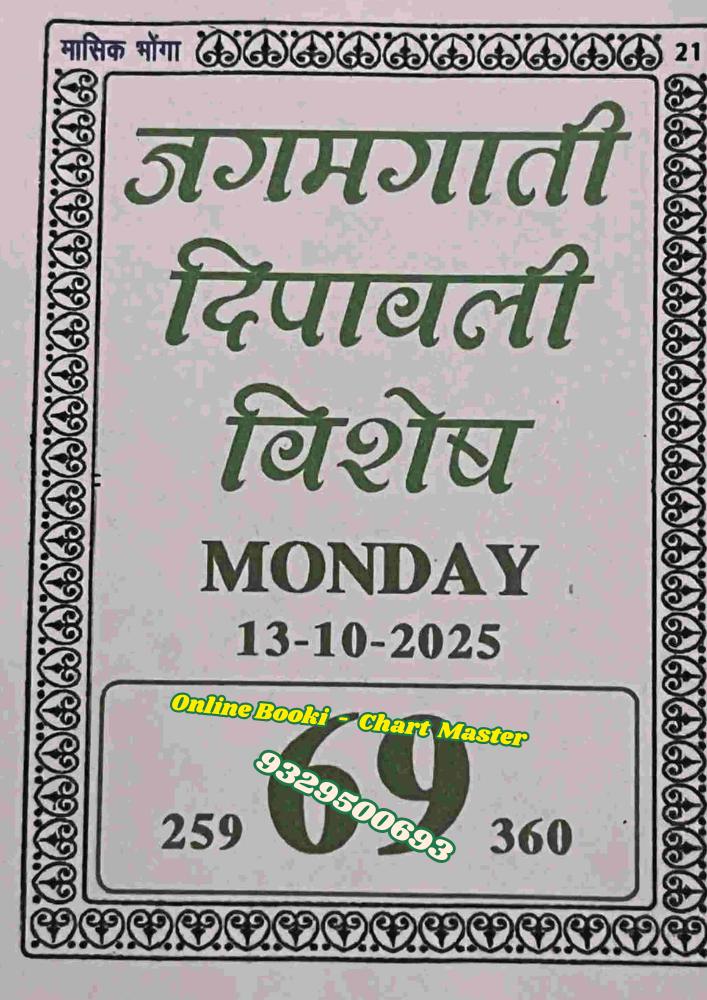 मासिक भोंगा 21
जगमगाती
दिपावली
विशेष
MONDAY
13-10-2025
Online Booki - Chart Master
69
9329500693
259 360